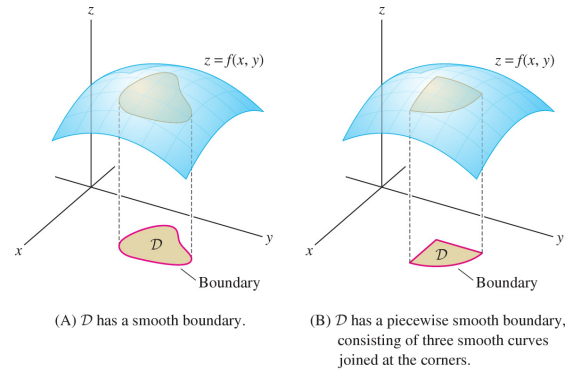 z
z = f(x, y)
𝒟
x
y
Boundary
(A) 𝒟 has a smooth boundary.
z
z = f(x, y)
𝒟
x
y
Boundary
(B) 𝒟 has a piecewise smooth boundary,
consisting of three smooth curves
joined at the corners.